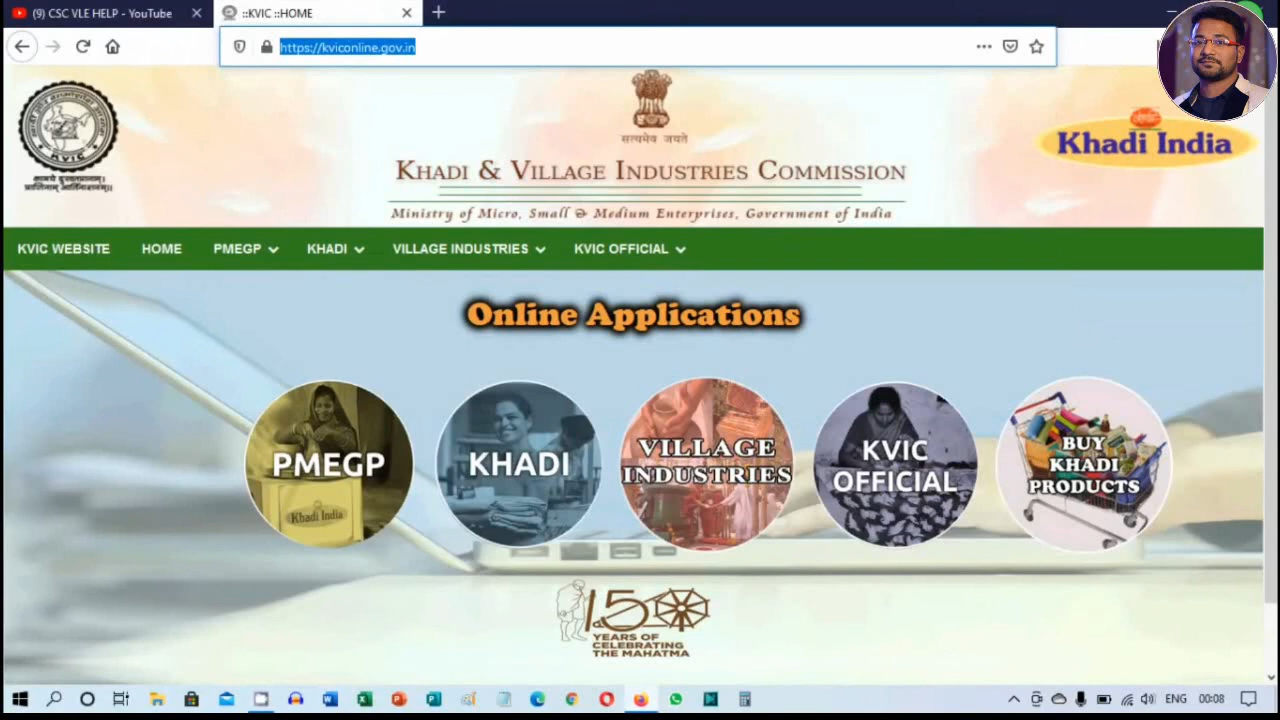 (9) CSC VLE HELP - YouTube
::KVIC ::HOME
https://kviconline.gov.in
KVIC
सत्यमेव जयते
Khadi India
KHADI & VILLAGE INDUSTRIES COMMISSION
Ministry of Micro, Small & Medium Enterprises, Government of India
KVIC WEBSITE HOME PMEGP KHADI VILLAGE INDUSTRIES KVIC OFFICIAL
Online Applications
PMEGP
Khadi India
KHADI
VILLAGE
INDUSTRIES
KVIC
OFFICIAL
BUY
KHADI
PRODUCTS
150
YEARS OF
CELEBRATING
THE MAHATMA
ENG 00:08